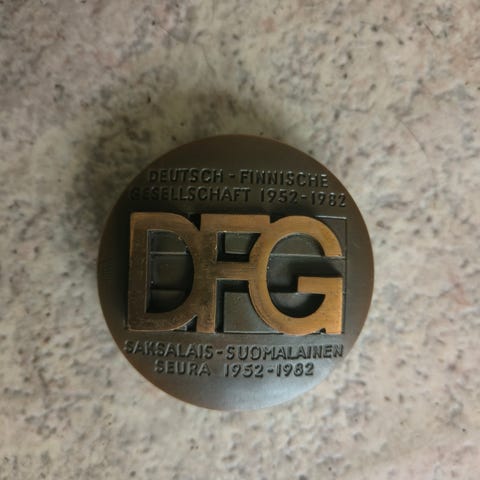 DEUTSCH - FINNISCHE
GESELLSCHAFT 1952-1982
DFG
SAKSALAIS-SUOMALAINEN
SEURA 1952-1982